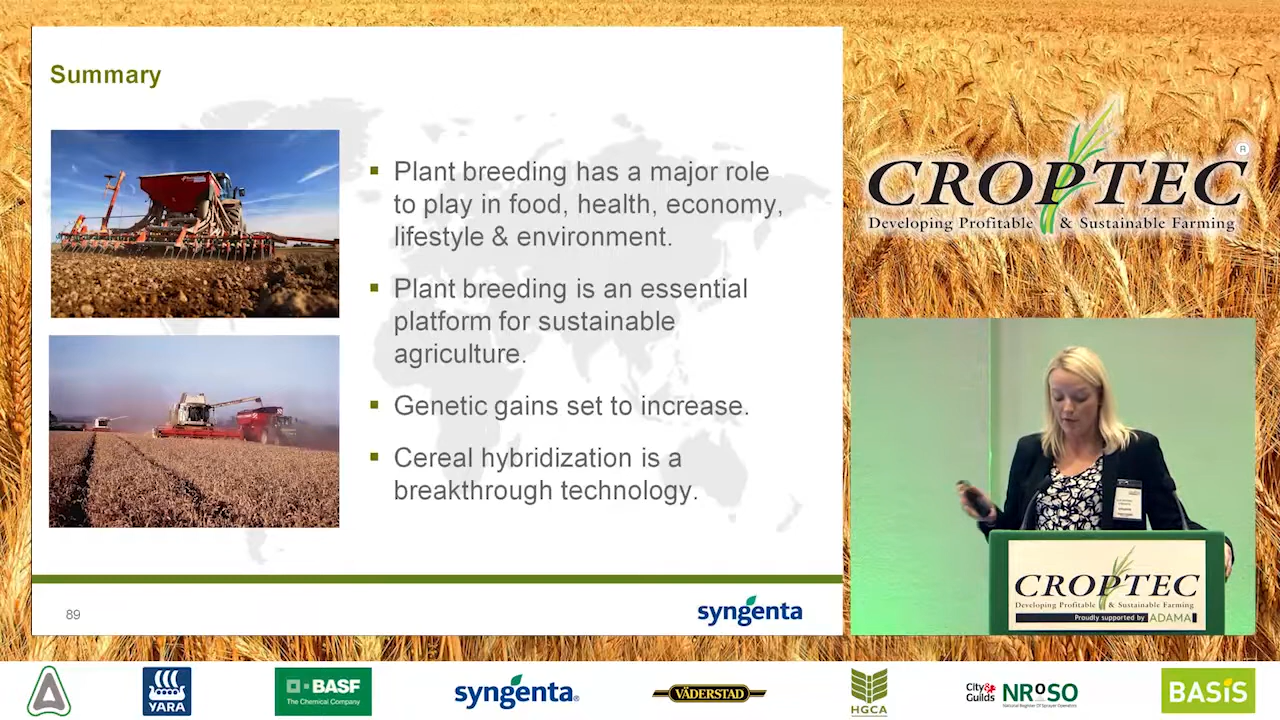 Summary
Plant breeding has a major role
to play in food, health, economy,
lifestyle & environment.
Plant breeding is an essential
platform for sustainable
agriculture.
Genetic gains set to increase.
Cereal hybridization is a
breakthrough technology.
89
syngenta
CROPTEC ®
Developing Profitable & Sustainable Farming
CROPTEC
Developing Profitable & Sustainable Farming
Proudly supported by ADAMA
YARA
BASF
The Chemical Company
syngenta®
VÄDERSTAD
HGCA
City& Guilds
NRoSO
National Register Of Sprayer Operators
BASIS